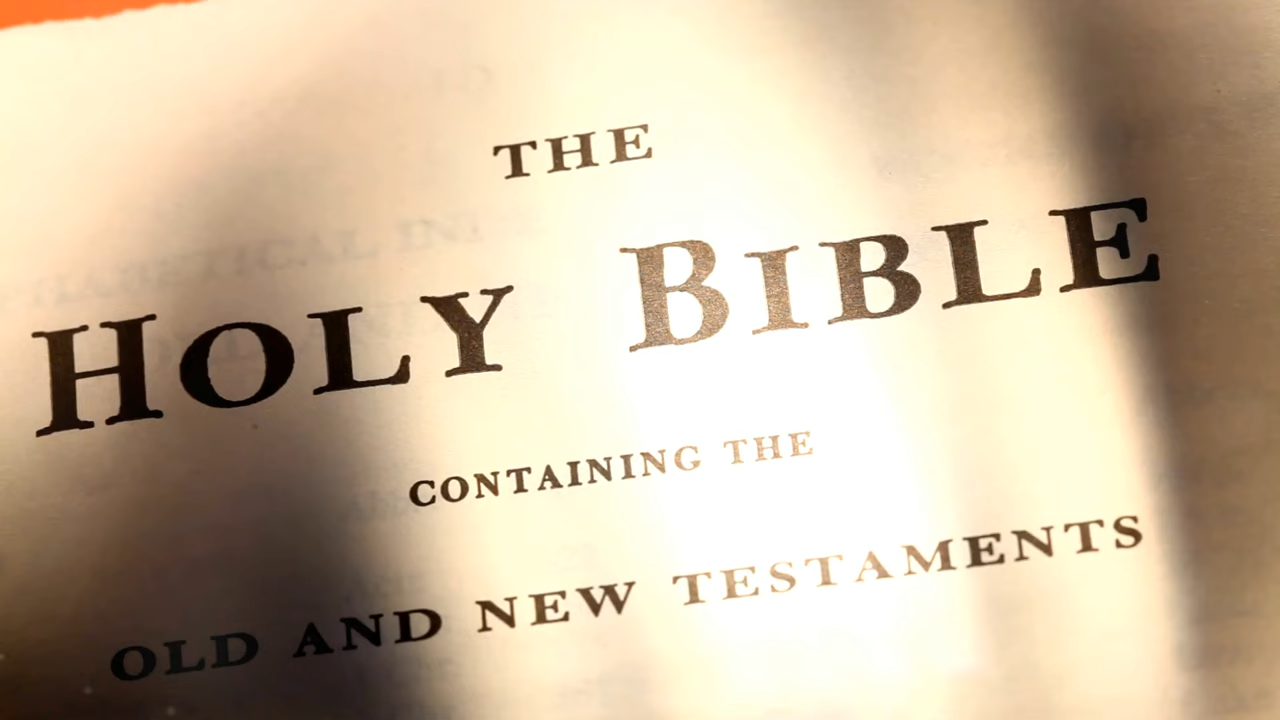 THE
HOLY BIBLE
CONTAINING THE
OLD AND NEW TESTAMENTS